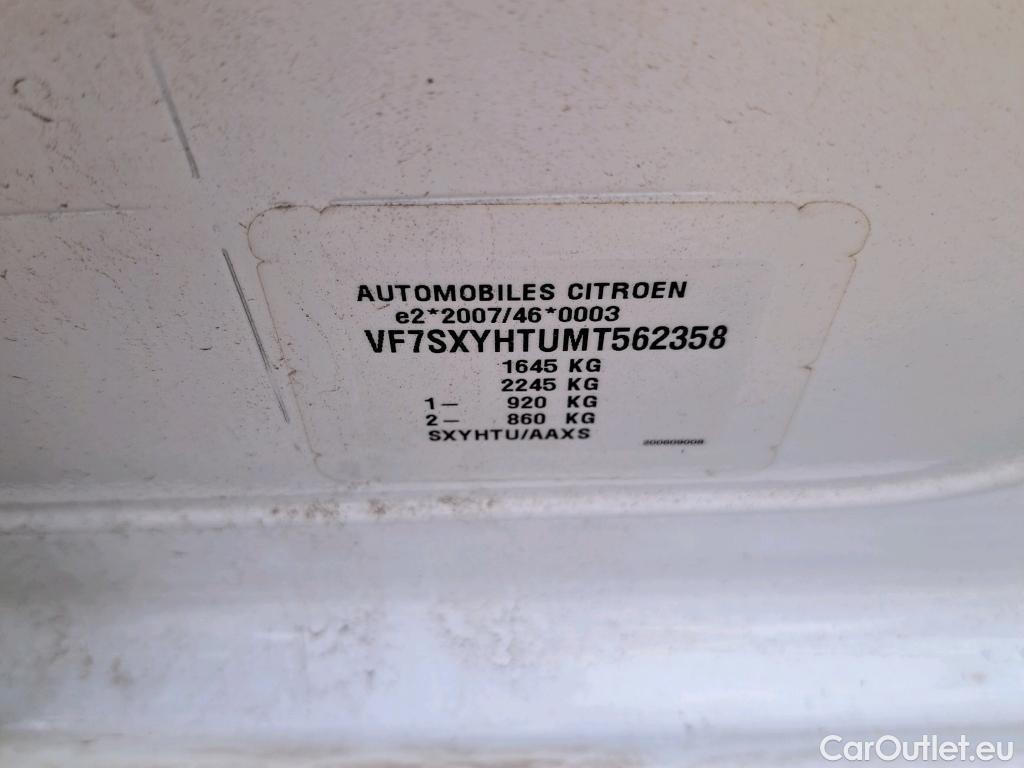 AUTOMOBILES CITROEN
e2*2007/46*0003
VF7SXYHTUMT562358
1645 KG
2245 KG
1— 920 KG
2— 860 KG
SXYHTU/AAXS
200609008
CarOutlet.eu